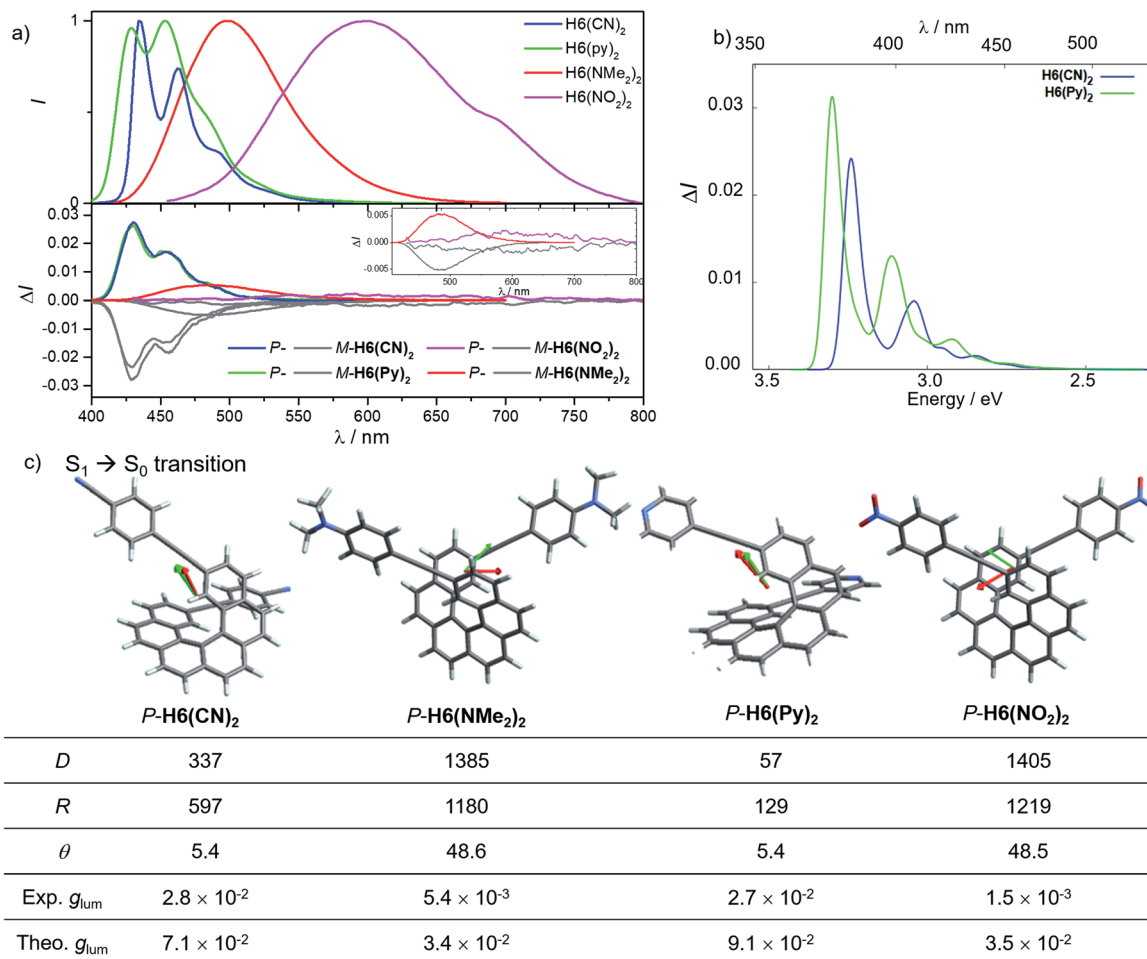 a)
I
1
0
H6(CN)₂
H6(py)₂
H6(NMe₂)₂
H6(NO₂)₂
ΔI
0.03
0.02
0.01
0.00
-0.01
-0.02
-0.03
400 450 500 550 600 650 700 750 800
λ / nm
P- M-H6(CN)₂ P- M-H6(NO₂)₂
P- M-H6(Py)₂ P- M-H6(NMe₂)₂
ΔI
0.005
0.000
-0.005
500 600 700 800
λ / nm
b)
λ / nm
350 400 450 500
H6(CN)₂
H6(Py)₂
ΔI
0.03
0.02
0.01
0.00
3.5 3.0 2.5
Energy / eV
c) S₁ → S₀ transition
P-H6(CN)₂ P-H6(NMe₂)₂ P-H6(Py)₂ P-H6(NO₂)₂
D 337 1385 57 1405
R 597 1180 129 1219
θ 5.4 48.6 5.4 48.5
Exp. g_lum 2.8 × 10⁻² 5.4 × 10⁻³ 2.7 × 10⁻² 1.5 × 10⁻³
Theo. g_lum 7.1 × 10⁻² 3.4 × 10⁻² 9.1 × 10⁻² 3.5 × 10⁻²